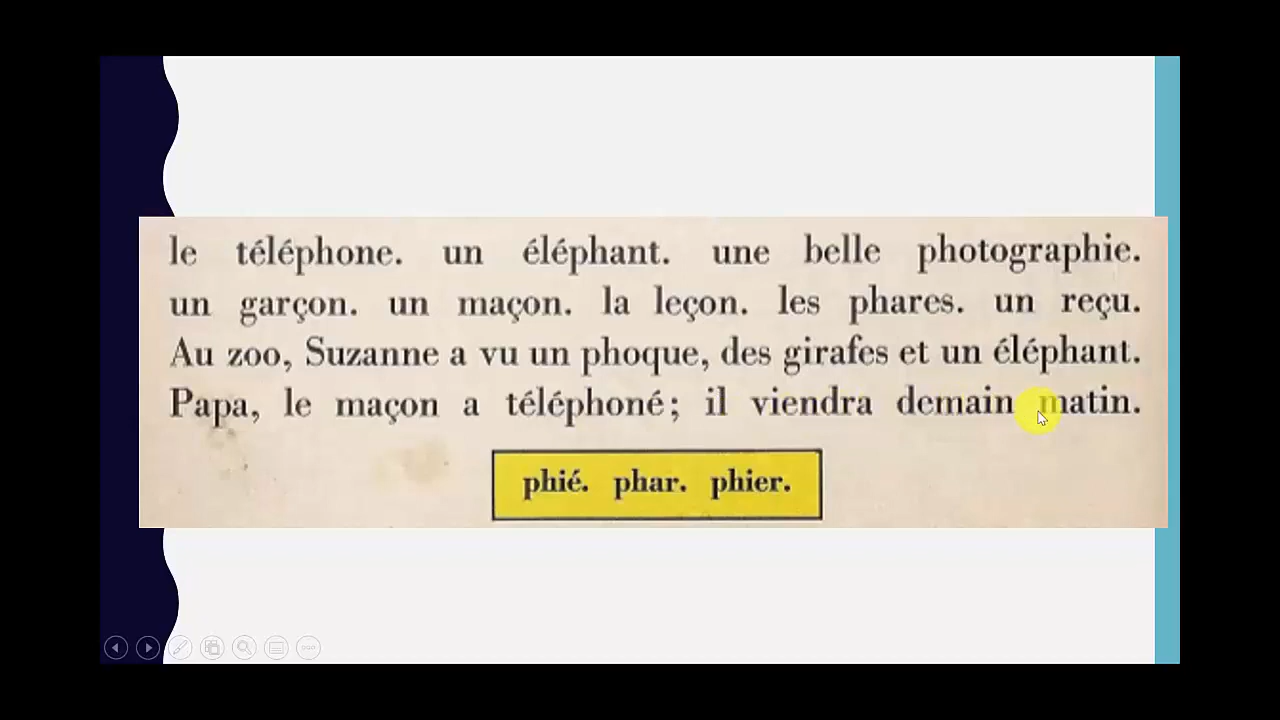 le téléphone. un éléphant. une belle photographie.
un garçon. un maçon. la leçon. les phares. un reçu.
Au zoo, Suzanne a vu un phoque, des girafes et un éléphant.
Papa, le maçon a téléphoné; il viendra demain matin.
phié. phar. phier.